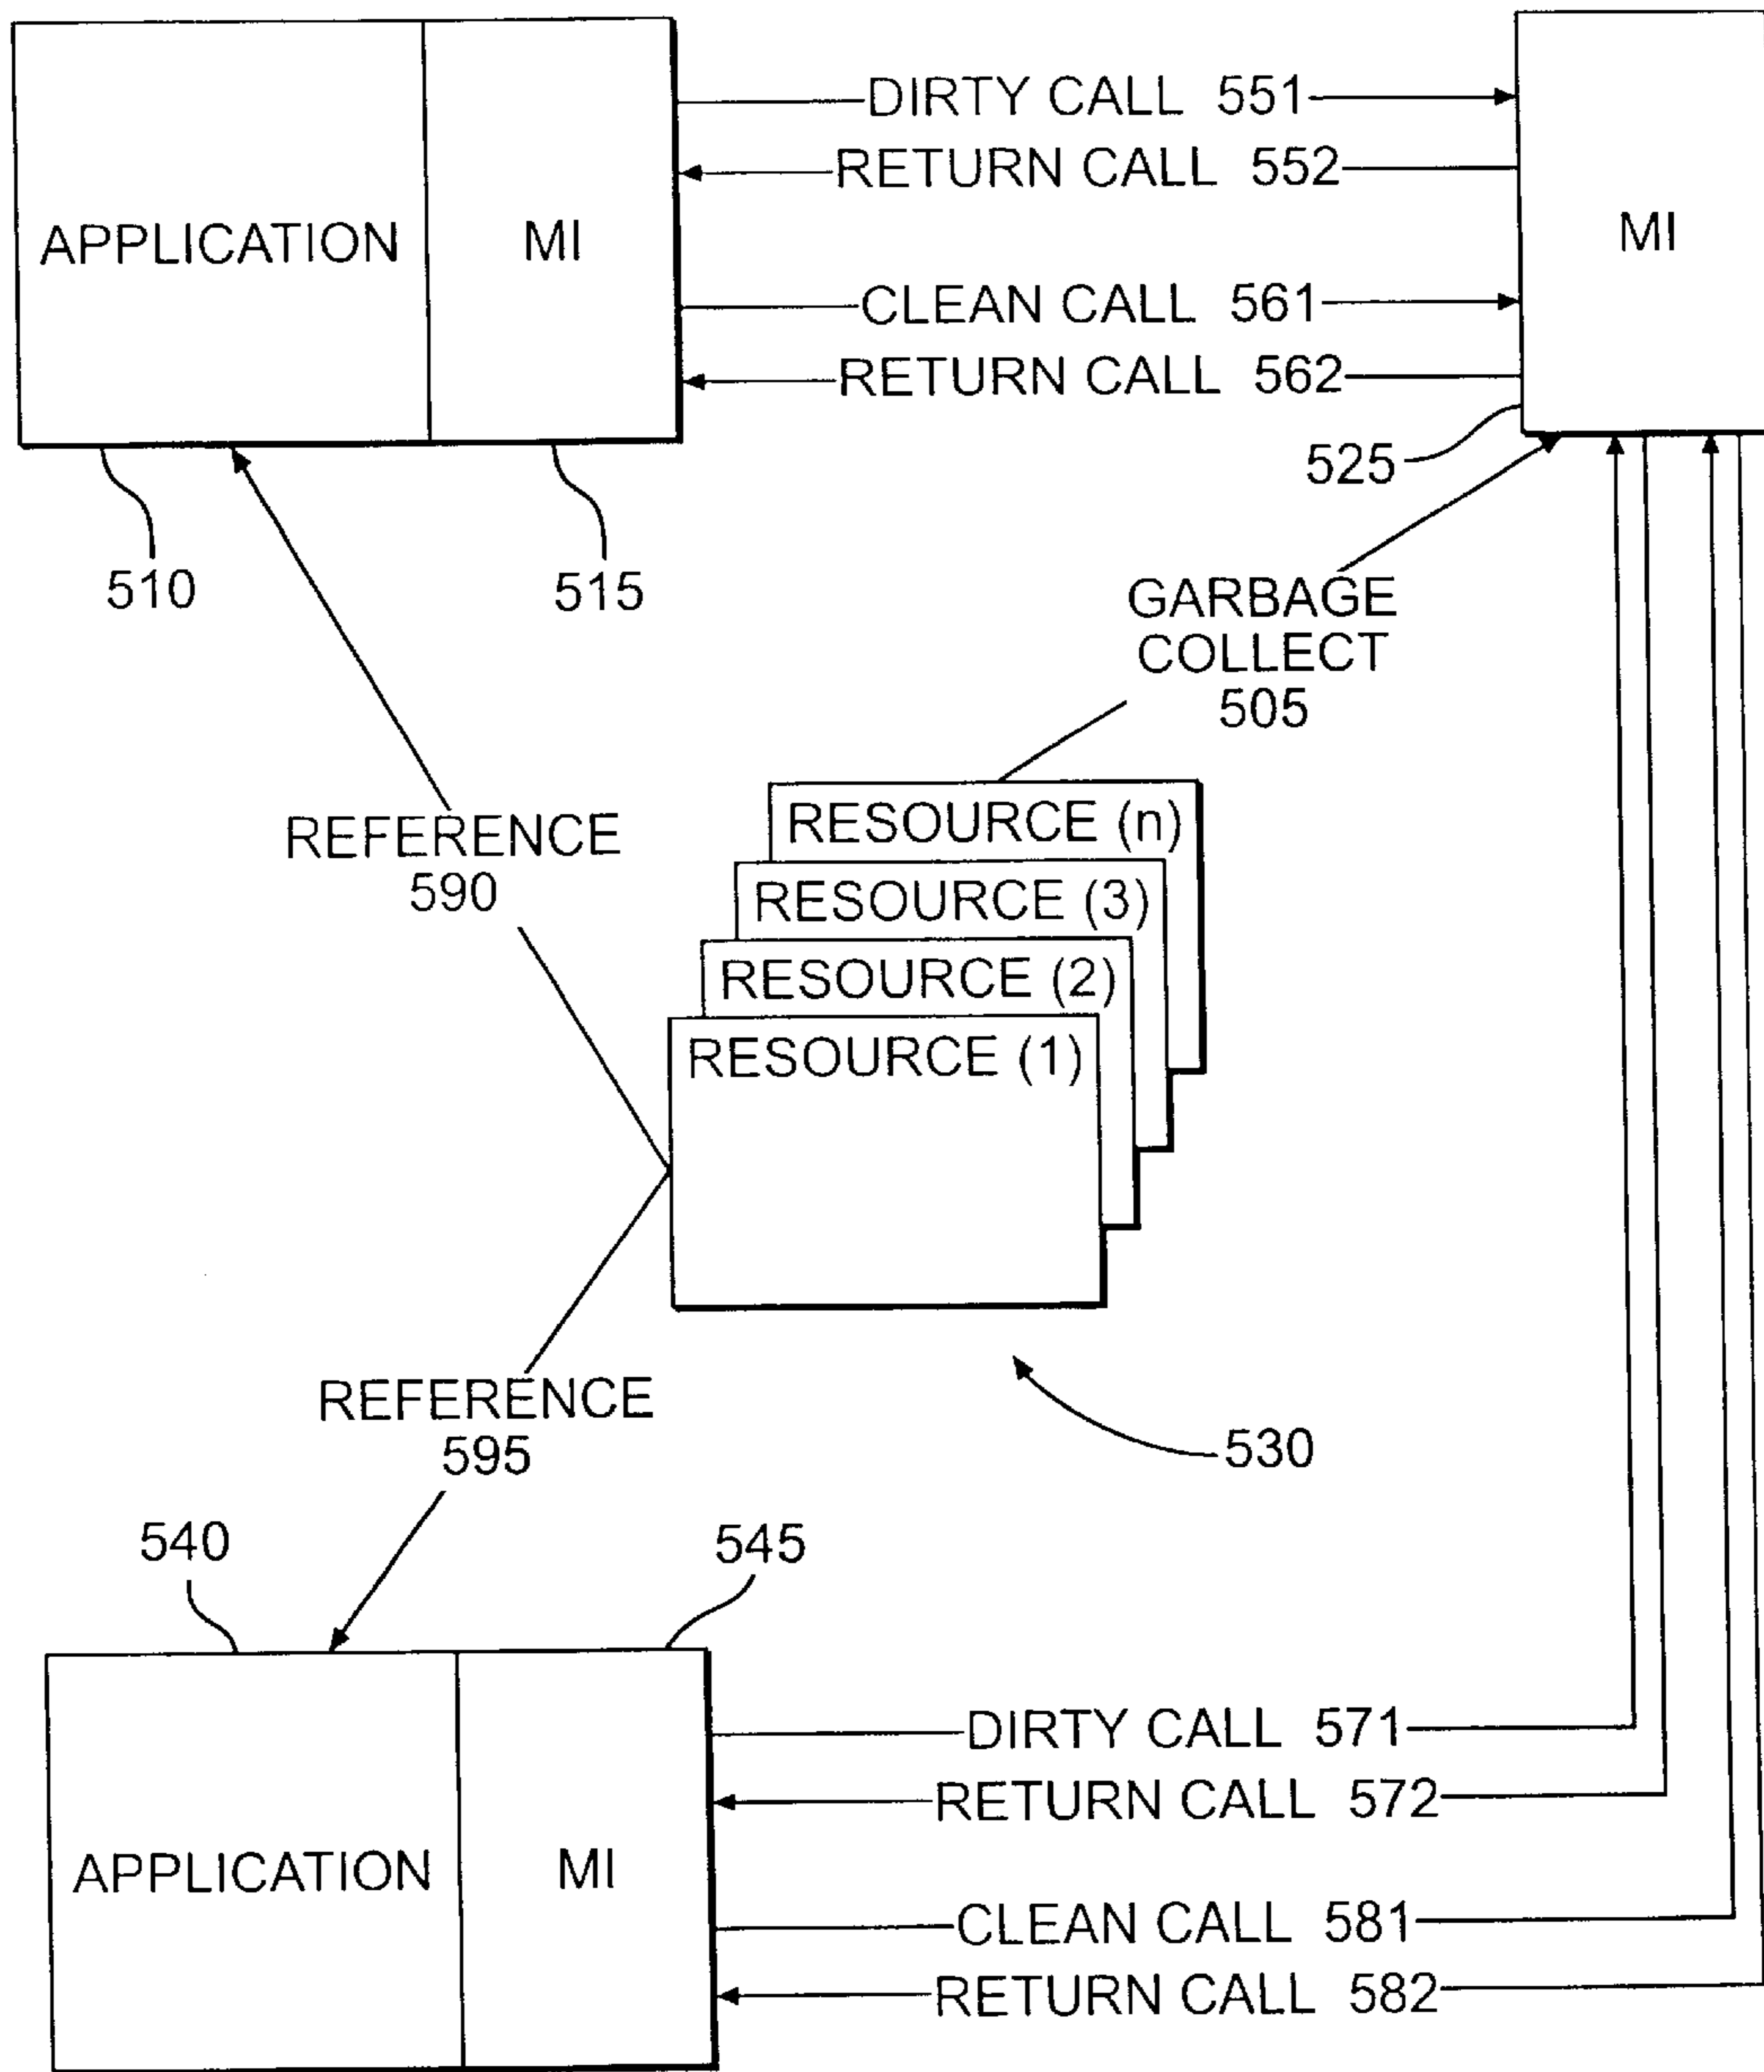 APPLICATION
MI
DIRTY CALL 551
RETURN CALL 552
CLEAN CALL 561
RETURN CALL 562
MI
525
510
515
GARBAGE
COLLECT
505
REFERENCE
590
RESOURCE (n)
RESOURCE (3)
RESOURCE (2)
RESOURCE (1)
REFERENCE
595
530
540
545
APPLICATION
MI
DIRTY CALL 571
RETURN CALL 572
CLEAN CALL 581
RETURN CALL 582